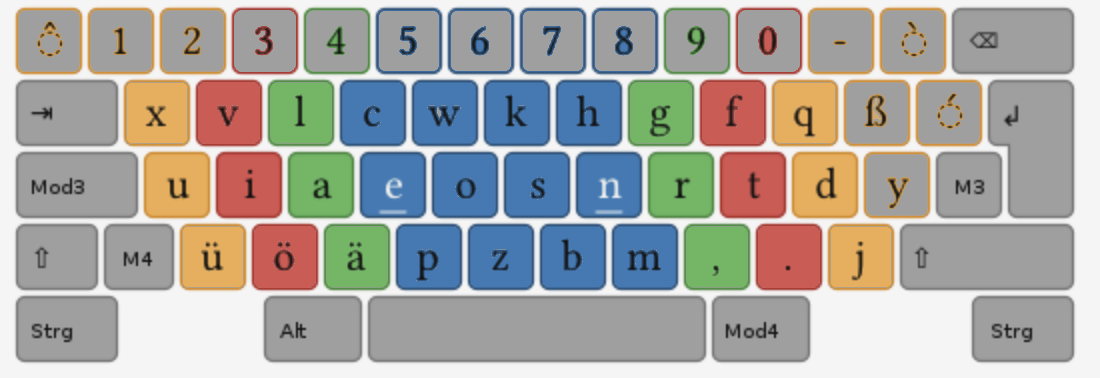 ◌̂ 1 2 3 4 5 6 7 8 9 0 - ◌̀ ⌫
⇥ x v l c w k h g f q ß ◌́ ↲
Mod3 u i a e o s n r t d y M3
⇧ M4 ü ö ä p z b m , . j ⇧
Strg Alt Mod4 Strg